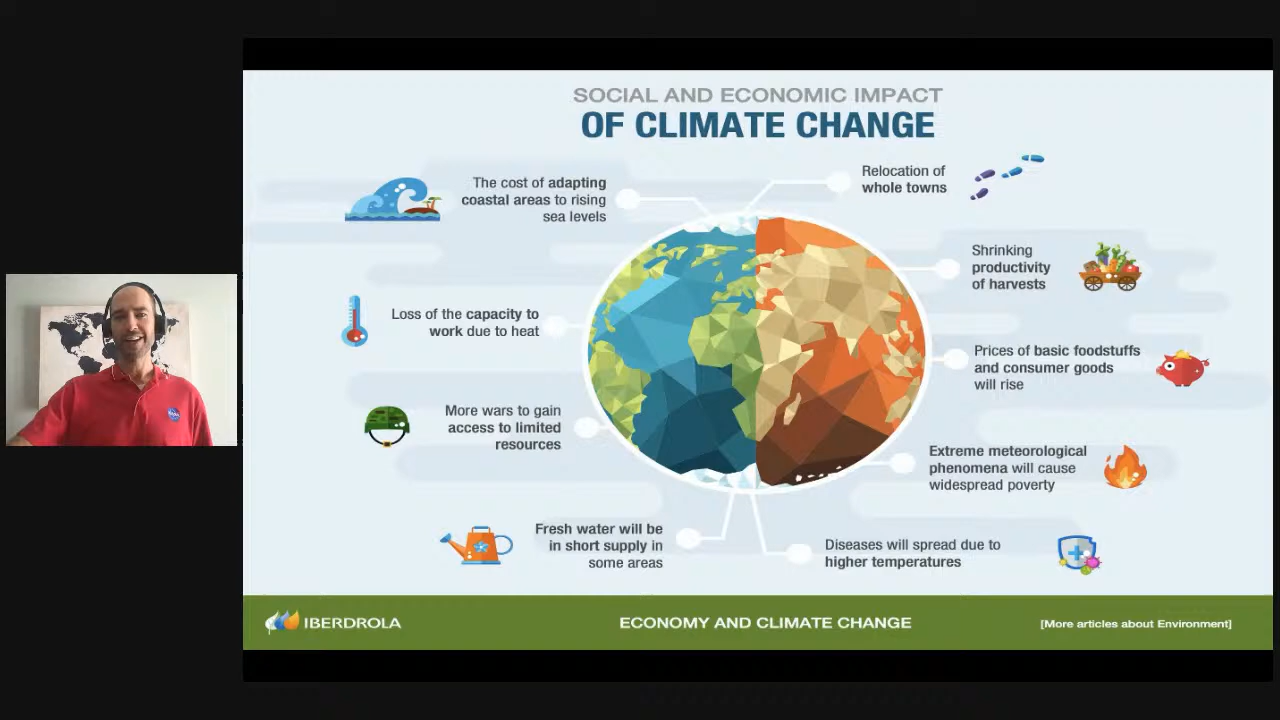 SOCIAL AND ECONOMIC IMPACT
OF CLIMATE CHANGE
The cost of adapting
coastal areas to rising
sea levels
Relocation of
whole towns
Shrinking
productivity
of harvests
Loss of the capacity to
work due to heat
Prices of basic foodstuffs
and consumer goods
will rise
More wars to gain
access to limited
resources
Extreme meteorological
phenomena will cause
widespread poverty
Fresh water will be
in short supply in
some areas
Diseases will spread due to
higher temperatures
IBERDROLA
ECONOMY AND CLIMATE CHANGE
[More articles about Environment]